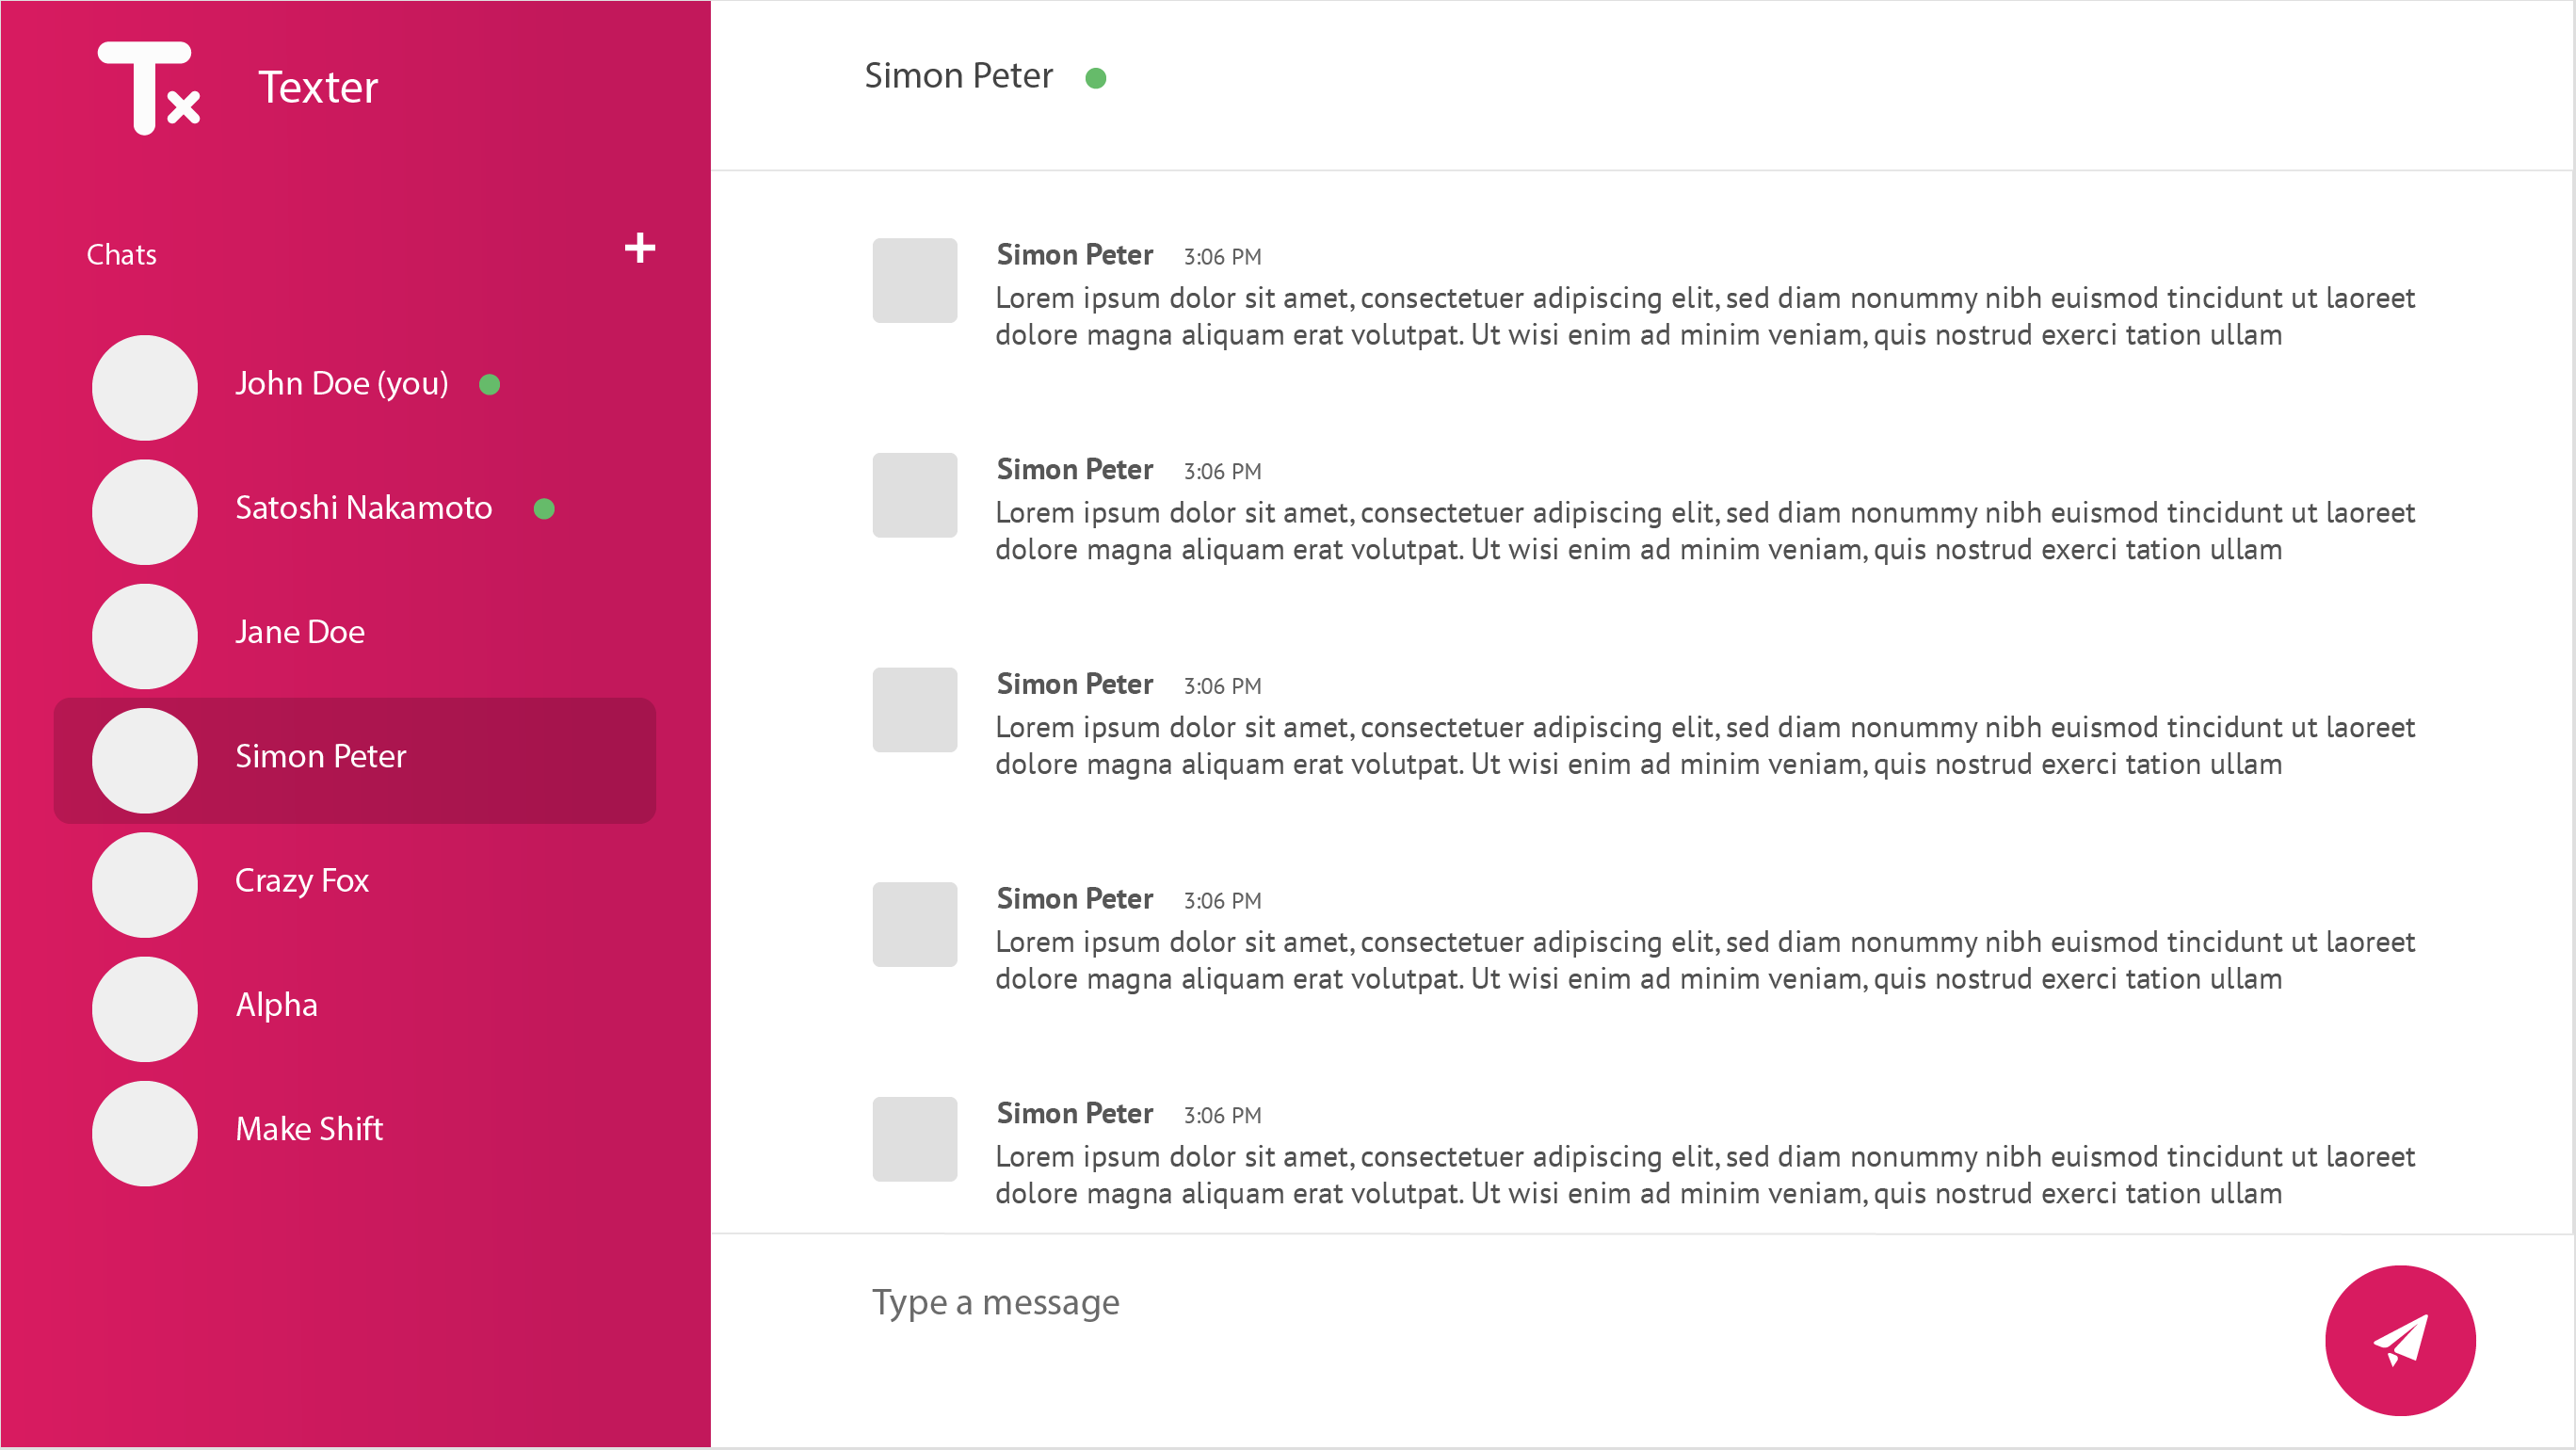 Tx
Texter
Chats
+
John Doe (you)
Satoshi Nakamoto
Jane Doe
Simon Peter
Crazy Fox
Alpha
Make Shift
Simon Peter
Simon Peter 3:06 PM
Lorem ipsum dolor sit amet, consectetuer adipiscing elit, sed diam nonummy nibh euismod tincidunt ut laoreet
dolore magna aliquam erat volutpat. Ut wisi enim ad minim veniam, quis nostrud exerci tation ullam
Simon Peter 3:06 PM
Lorem ipsum dolor sit amet, consectetuer adipiscing elit, sed diam nonummy nibh euismod tincidunt ut laoreet
dolore magna aliquam erat volutpat. Ut wisi enim ad minim veniam, quis nostrud exerci tation ullam
Simon Peter 3:06 PM
Lorem ipsum dolor sit amet, consectetuer adipiscing elit, sed diam nonummy nibh euismod tincidunt ut laoreet
dolore magna aliquam erat volutpat. Ut wisi enim ad minim veniam, quis nostrud exerci tation ullam
Simon Peter 3:06 PM
Lorem ipsum dolor sit amet, consectetuer adipiscing elit, sed diam nonummy nibh euismod tincidunt ut laoreet
dolore magna aliquam erat volutpat. Ut wisi enim ad minim veniam, quis nostrud exerci tation ullam
Simon Peter 3:06 PM
Lorem ipsum dolor sit amet, consectetuer adipiscing elit, sed diam nonummy nibh euismod tincidunt ut laoreet
dolore magna aliquam erat volutpat. Ut wisi enim ad minim veniam, quis nostrud exerci tation ullam
Type a message